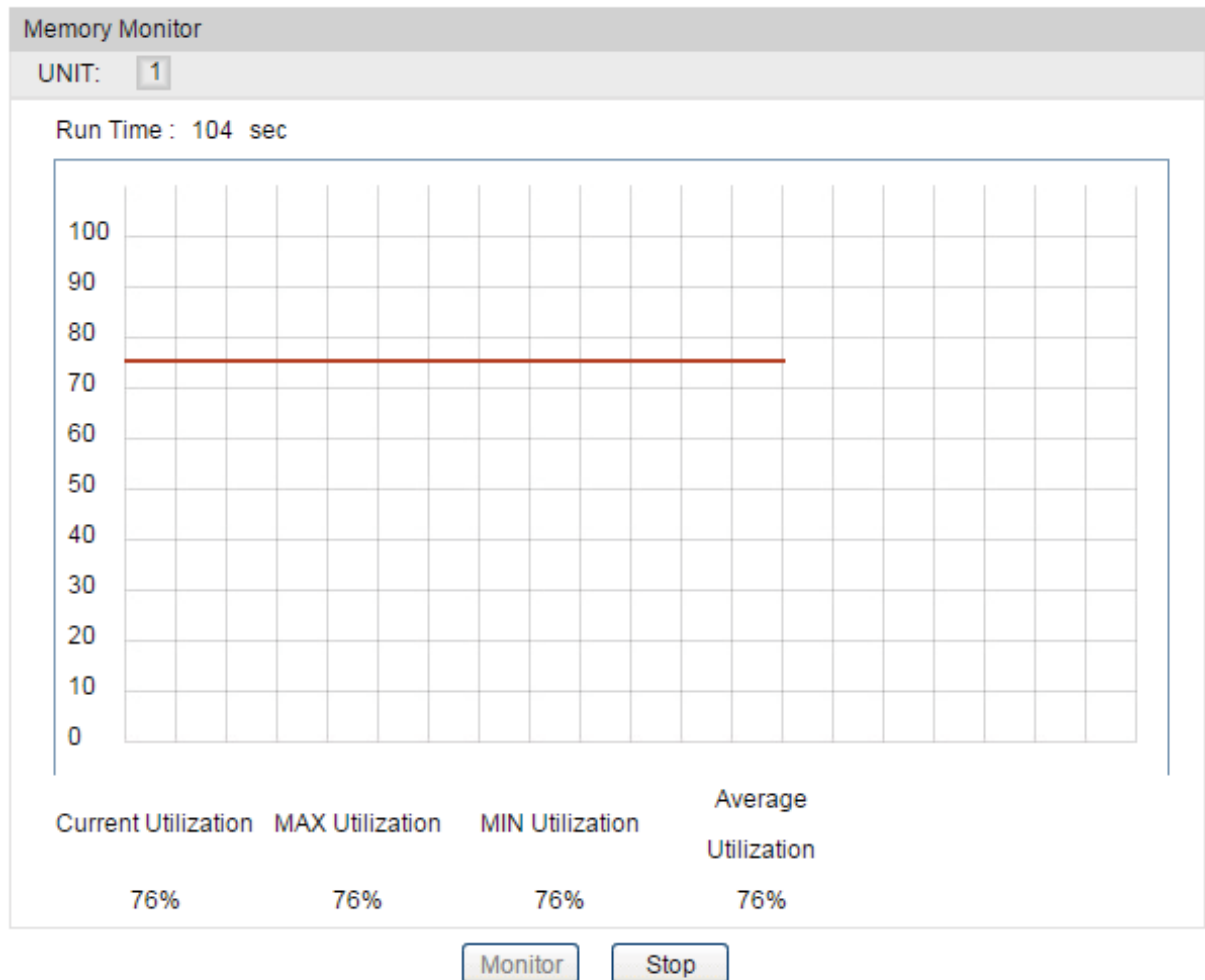 Memory Monitor
UNIT: 1
Run Time : 104 sec
100
90
80
70
60
50
40
30
20
10
0
Current Utilization MAX Utilization MIN Utilization Average Utilization
76% 76% 76% 76%
Monitor Stop